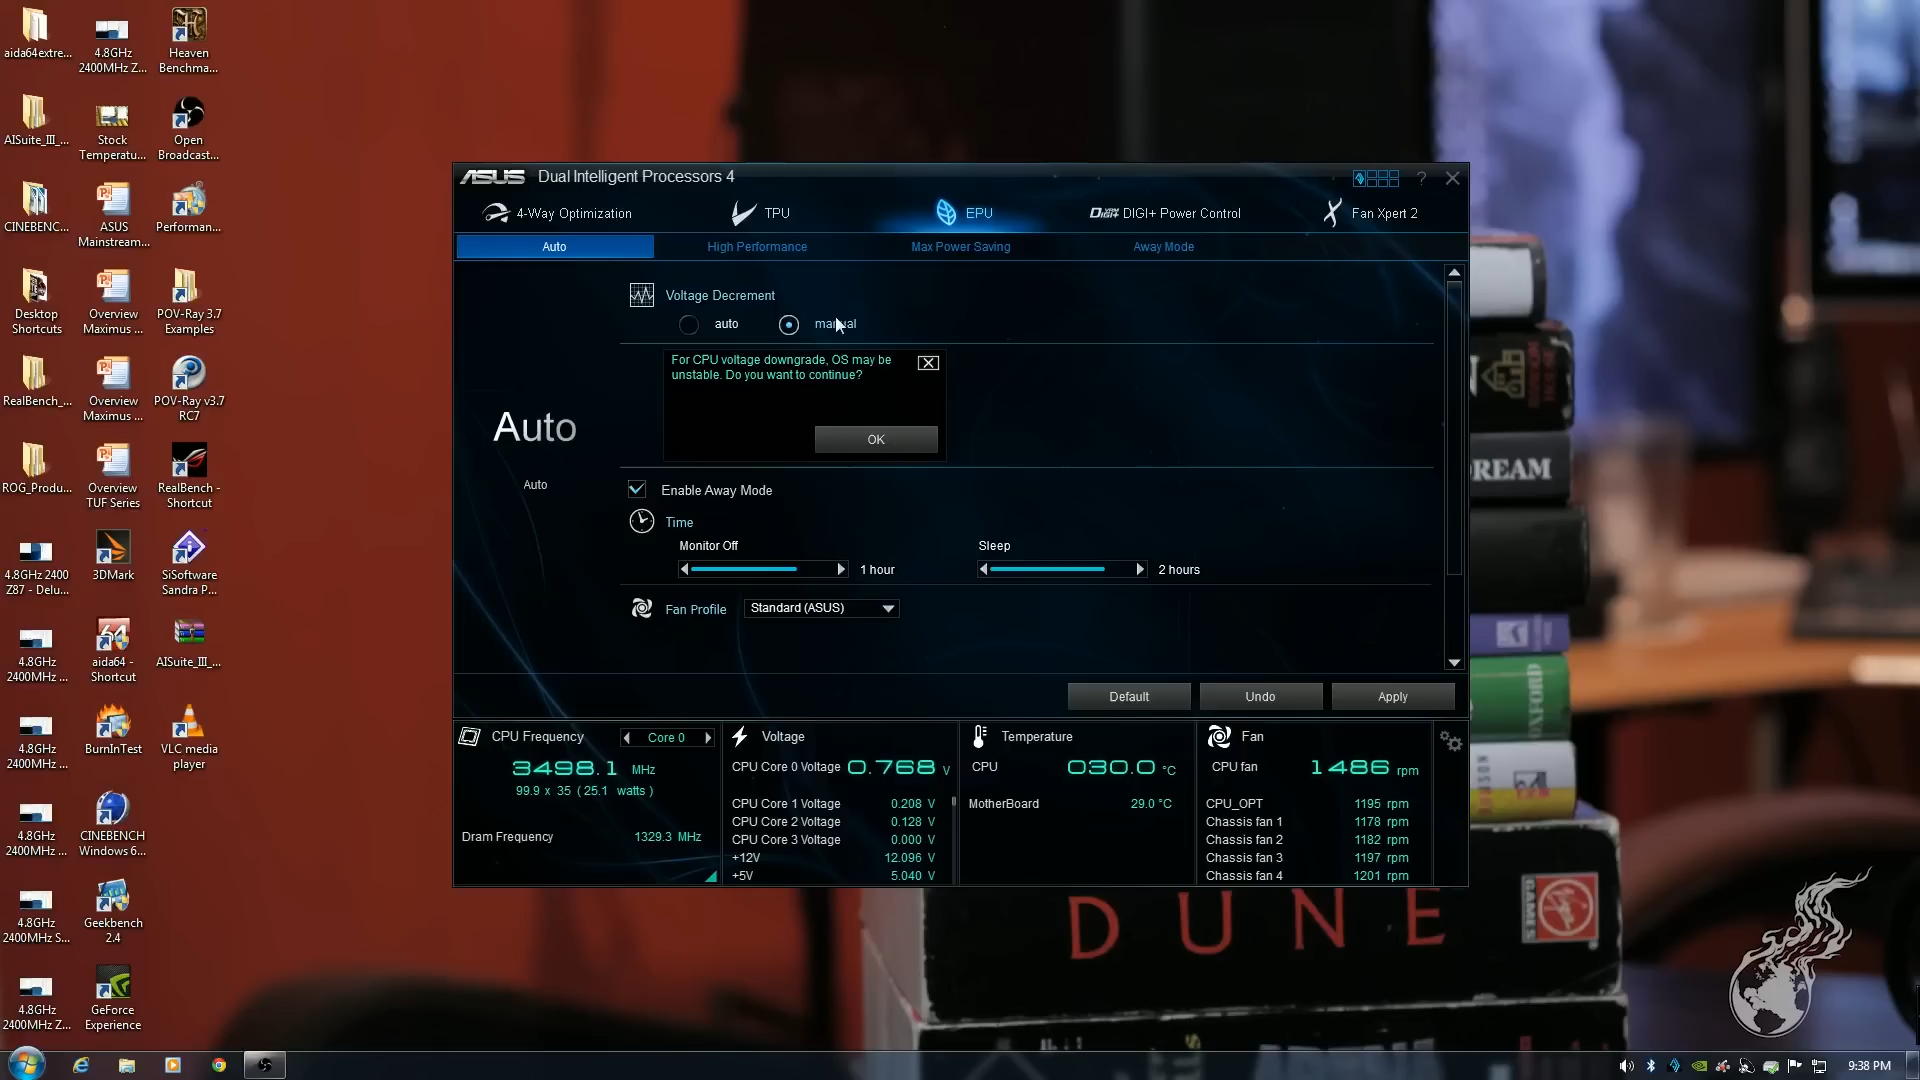 aida64extre...
4.8GHz
2400MHz Z...
Heaven
Benchma...
AISuite_III_...
Stock
Temperatu...
Open
Broadcast...
CINEBENC...
ASUS
Mainstream...
Performan...
Desktop
Shortcuts
Overview
Maximus ...
POV-Ray 3.7
Examples
RealBench_...
Overview
Maximus ...
POV-Ray v3.7
RC7
ROG_Produ...
Overview
TUF Series
RealBench -
Shortcut
4.8GHz 2400
Z87 - Delu...
3DMark
SiSoftware
Sandra P...
4.8GHz
2400MHz ...
64
aida64 -
Shortcut
AISuite_III_...
4.8GHz
2400MHz ...
BurnInTest
VLC media
player
4.8GHz
2400MHz ...
CINEBENCH
Windows 6...
4.8GHz
2400MHz S...
Geekbench
2.4
4.8GHz
2400MHz Z...
GeForce
Experience
ASUS Dual Intelligent Processors 4
?
4-Way Optimization
TPU
EPU
DIGI+ DIGI+ Power Control
Fan Xpert 2
Auto
High Performance
Max Power Saving
Away Mode
Voltage Decrement
auto
manual
For CPU voltage downgrade, OS may be
unstable. Do you want to continue?
OK
Auto
Auto
Enable Away Mode
Time
Monitor Off
1 hour
Sleep
2 hours
Fan Profile
Standard (ASUS)
Default
Undo
Apply
CPU Frequency
Core 0
3498.1 MHz
99.9 x 35 (25.1 watts)
Dram Frequency 1329.3 MHz
Voltage
CPU Core 0 Voltage 0.768 V
CPU Core 1 Voltage 0.208 V
CPU Core 2 Voltage 0.128 V
CPU Core 3 Voltage 0.000 V
+12V 12.096 V
+5V 5.040 V
Temperature
CPU 030.0 °C
MotherBoard 29.0 °C
Fan
CPU fan 1486 rpm
CPU_OPT 1195 rpm
Chassis fan 1 1178 rpm
Chassis fan 2 1182 rpm
Chassis fan 3 1197 rpm
Chassis fan 4 1201 rpm
REAM
OXFORD
DUNE
GAMES
9:38 PM